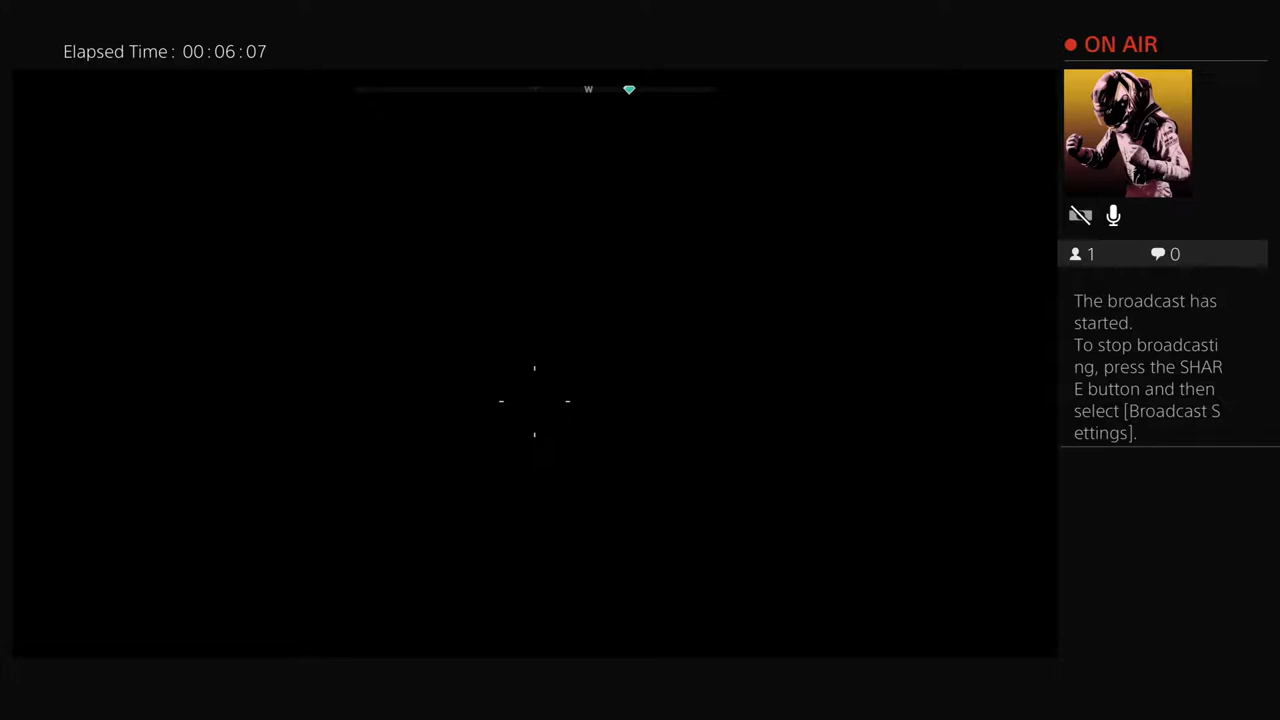 Elapsed Time : 00:06:07
ON AIR
W
1
0
The broadcast has
started.
To stop broadcasti
ng, press the SHAR
E button and then
select [Broadcast S
ettings].